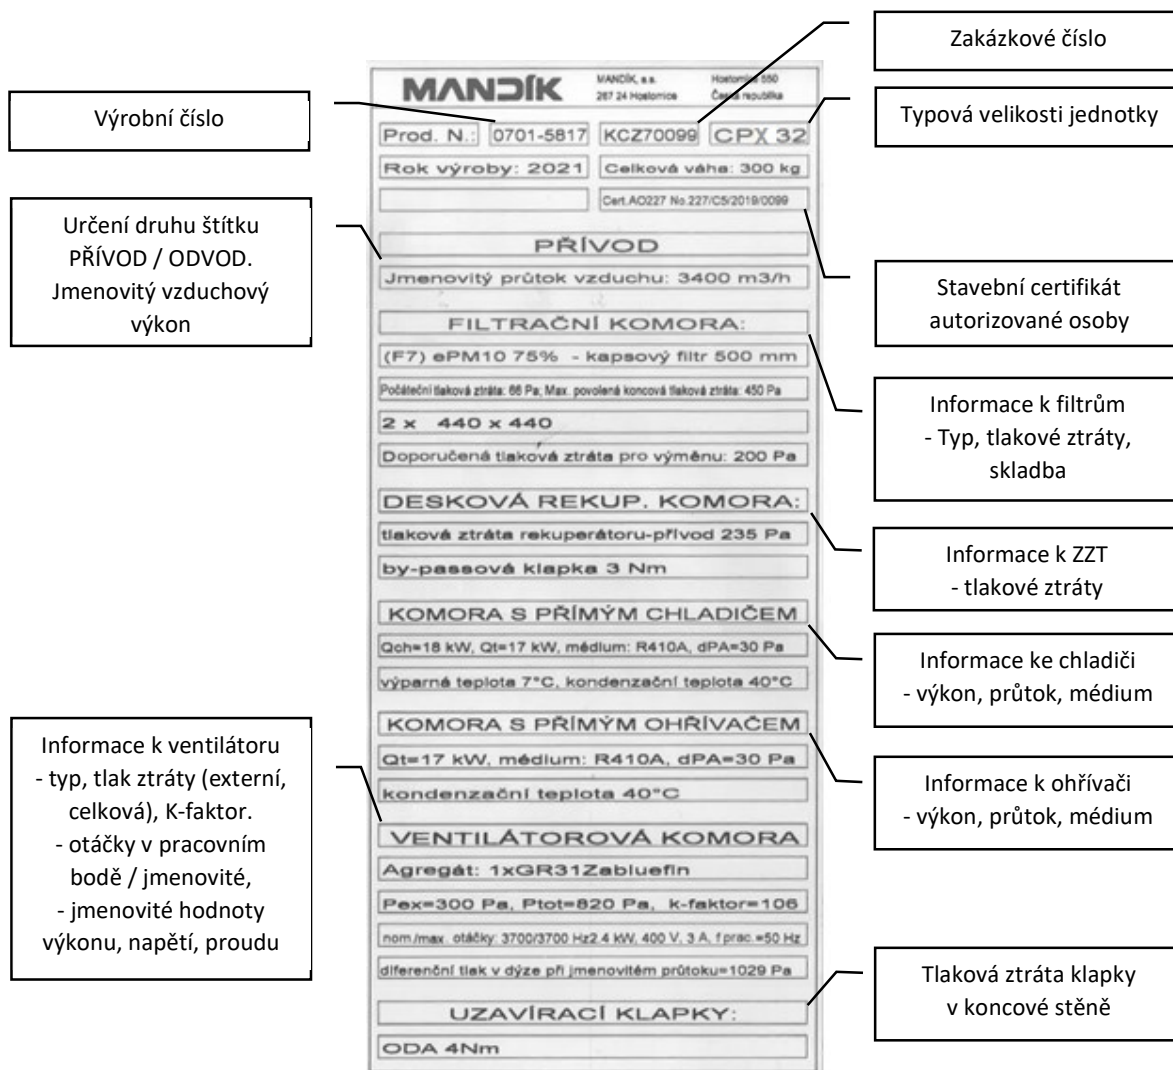 Zakázkové číslo
Výrobní číslo
Typová velikosti jednotky
Určení druhu štítku
PŘÍVOD / ODVOD.
Jmenovitý vzduchový
výkon
Stavební certifikát
autorizované osoby
Informace k filtrům
- Typ, tlakové ztráty,
skladba
Informace k ZZT
- tlakové ztráty
Informace ke chladiči
- výkon, průtok, médium
Informace k ventilátoru
- typ, tlak ztráty (externí,
celková), K-faktor.
- otáčky v pracovním
bodě / jmenovité,
- jmenovité hodnoty
výkonu, napětí, proudu
Informace k ohřívači
- výkon, průtok, médium
Tlaková ztráta klapky
v koncové stěně
MANDÍK
MANDÍK, a.s. Hostomice 550
267 24 Hostomice Česká republika
Prod. N.: 0701-5817 KCZ70099 CPX 32
Rok výroby: 2021 Celková váha: 300 kg
Cert.AO227 No.227/C5/2019/0099
PŘÍVOD
Jmenovitý průtok vzduchu: 3400 m3/h
FILTRAČNÍ KOMORA:
(F7) ePM10 75% - kapsový filtr 500 mm
Počáteční tlaková ztráta: 66 Pa; Max. povolená koncová tlaková ztráta: 450 Pa
2 x 440 x 440
Doporučená tlaková ztráta pro výměnu: 200 Pa
DESKOVÁ REKUP. KOMORA:
tlaková ztráta rekuperátoru-přívod 235 Pa
by-passová klapka 3 Nm
KOMORA S PŘÍMÝM CHLADIČEM
Qch=18 kW, Qt=17 kW, médium: R410A, dPA=30 Pa
výparná teplota 7°C, kondenzační teplota 40°C
KOMORA S PŘÍMÝM OHŘÍVAČEM
Qt=17 kW, médium: R410A, dPA=30 Pa
kondenzační teplota 40°C
VENTILÁTOROVÁ KOMORA
Agregát: 1xGR31Zabluefin
Pex=300 Pa, Ptot=820 Pa, k-faktor=106
nom./max. otáčky: 3700/3700 Hz2.4 kW, 400 V, 3 A, f prac.=50 Hz
diferenční tlak v dýze při jmenovitém průtoku=1029 Pa
UZAVÍRACÍ KLAPKY:
ODA 4Nm